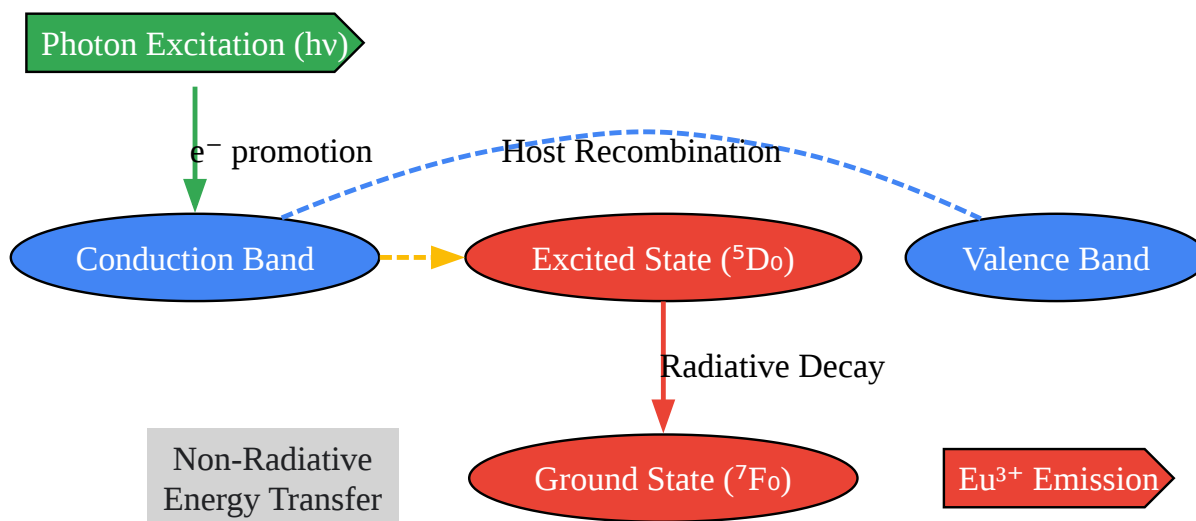 Photon Excitation (hν)
e⁻ promotion
Host Recombination
Conduction Band
Excited State (⁵D₀)
Valence Band
Radiative Decay
Non-Radiative
Energy Transfer
Ground State (⁷F₀)
Eu³⁺ Emission